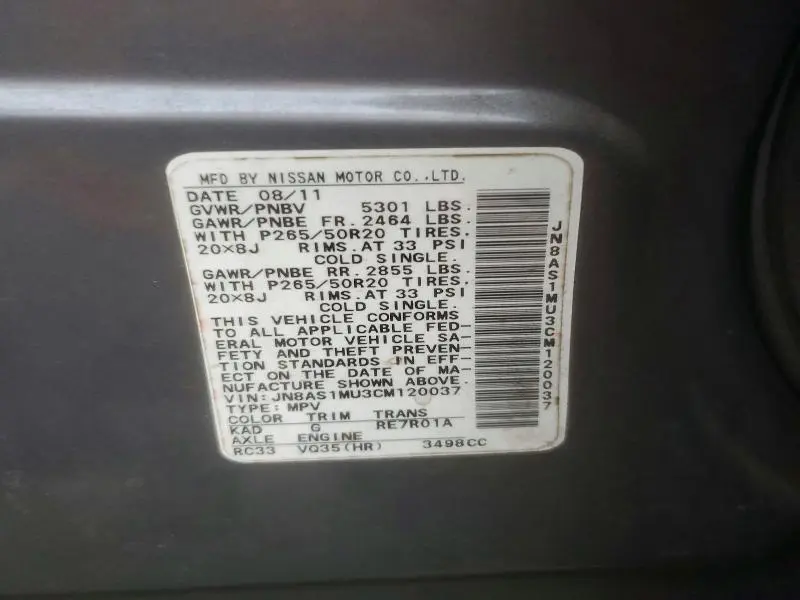 MFD BY NISSAN MOTOR CO.,LTD.
DATE 08/11
GVWR/PNBV 5301 LBS.
GAWR/PNBE FR. 2464 LBS.
WITH P265/50R20 TIRES.
20×8J RIMS.AT 33 PSI
COLD SINGLE.
GAWR/PNBE RR. 2855 LBS.
WITH P265/50R20 TIRES.
20×8J RIMS.AT 33 PSI
COLD SINGLE.
THIS VEHICLE CONFORMS
TO ALL APPLICABLE FED-
ERAL MOTOR VEHICLE SA-
FETY AND THEFT PREVEN-
TION STANDARDS IN EFF-
ECT ON THE DATE OF MA-
NUFACTURE SHOWN ABOVE.
VIN:JN8AS1MU3CM120037
TYPE:MPV
COLOR TRIM TRANS
KAD G RE7R01A
AXLE ENGINE
RC33 VQ35(HR) 3498CC
JN8AS1MU3CM120037